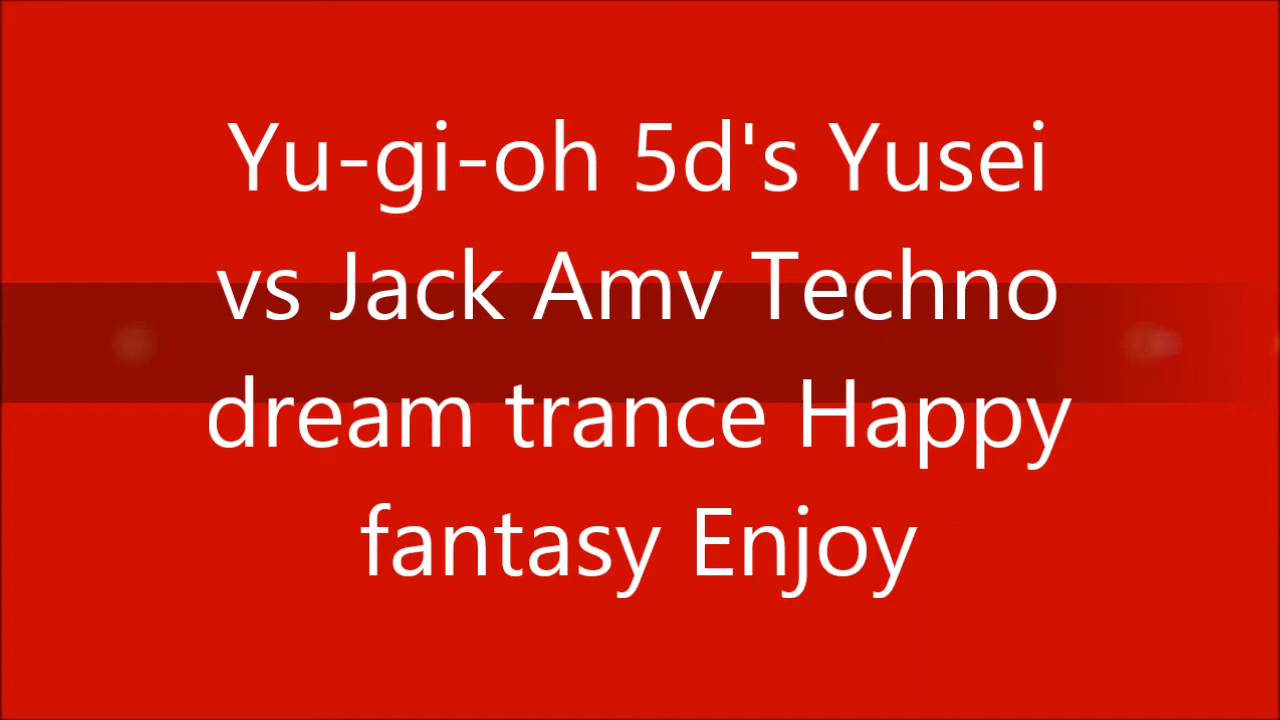 Yu-gi-oh 5d's Yusei
vs Jack Amv Techno
dream trance Happy
fantasy Enjoy